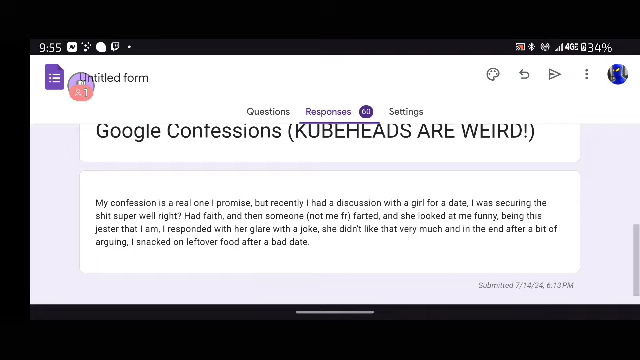 9:55
4GE 34%
Untitled form
1
Questions Responses 60 Settings
Google Confessions (KUBEHEADS ARE WEIRD!)
My confession is a real one I promise, but recently I had a discussion with a girl for a date, I was securing the
shit super well right? Had faith, and then someone (not me fr) farted, and she looked at me funny, being this
jester that I am, I responded with her glare with a joke, she didn't like that very much and in the end after a bit of
arguing, I snacked on leftover food after a bad date.
Submitted 7/14/24, 6:13 PM